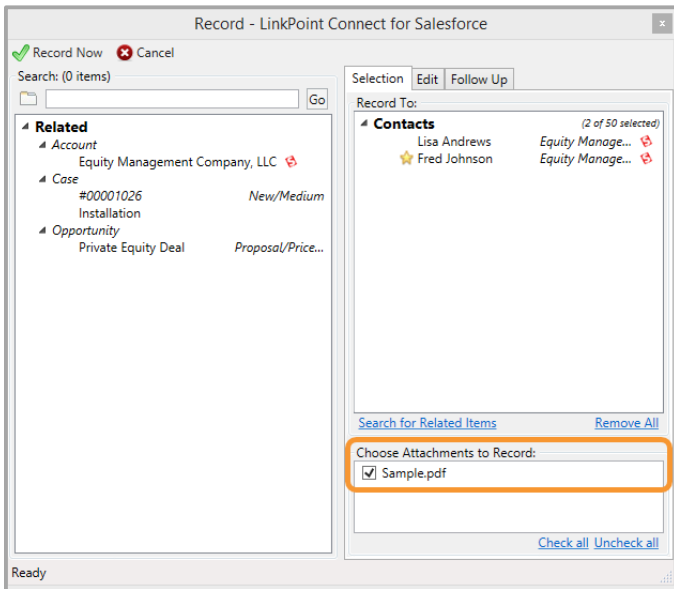 Record - LinkPoint Connect for Salesforce
x
Record Now Cancel
Search: (0 items)
Go
Related
Account
Equity Management Company, LLC
Case
#00001026 New/Medium
Installation
Opportunity
Private Equity Deal Proposal/Price...
Selection Edit Follow Up
Record To:
Contacts (2 of 50 selected)
Lisa Andrews Equity Manage...
Fred Johnson Equity Manage...
Search for Related Items Remove All
Choose Attachments to Record:
Sample.pdf
Check all Uncheck all
Ready